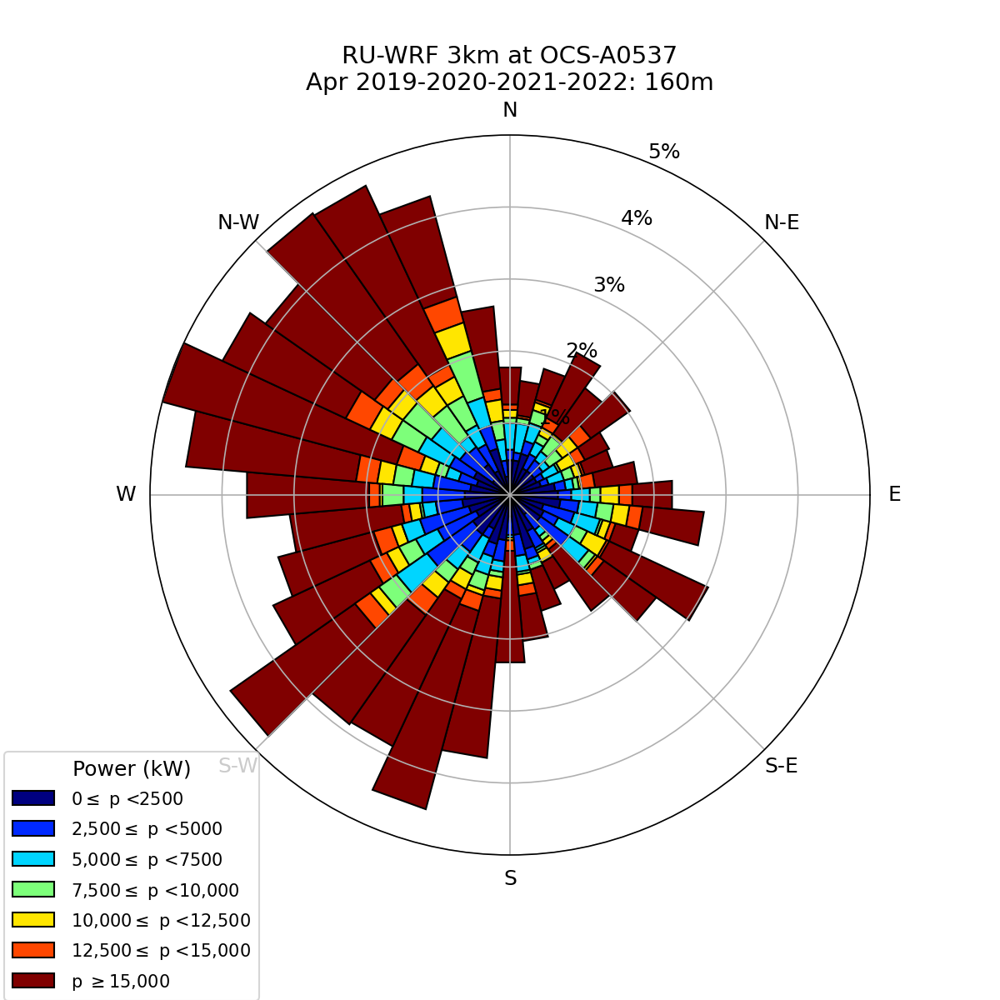 RU-WRF 3km at OCS-A0537
Apr 2019-2020-2021-2022: 160m
N
5%
4%
N-W
N-E
3%
2%
1%
W
E
S-W
S-E
S
Power (kW)
0≤ p <2500
2,500≤ p <5000
5,000≤ p <7500
7,500≤ p <10,000
10,000≤ p <12,500
12,500≤ p <15,000
p ≥15,000